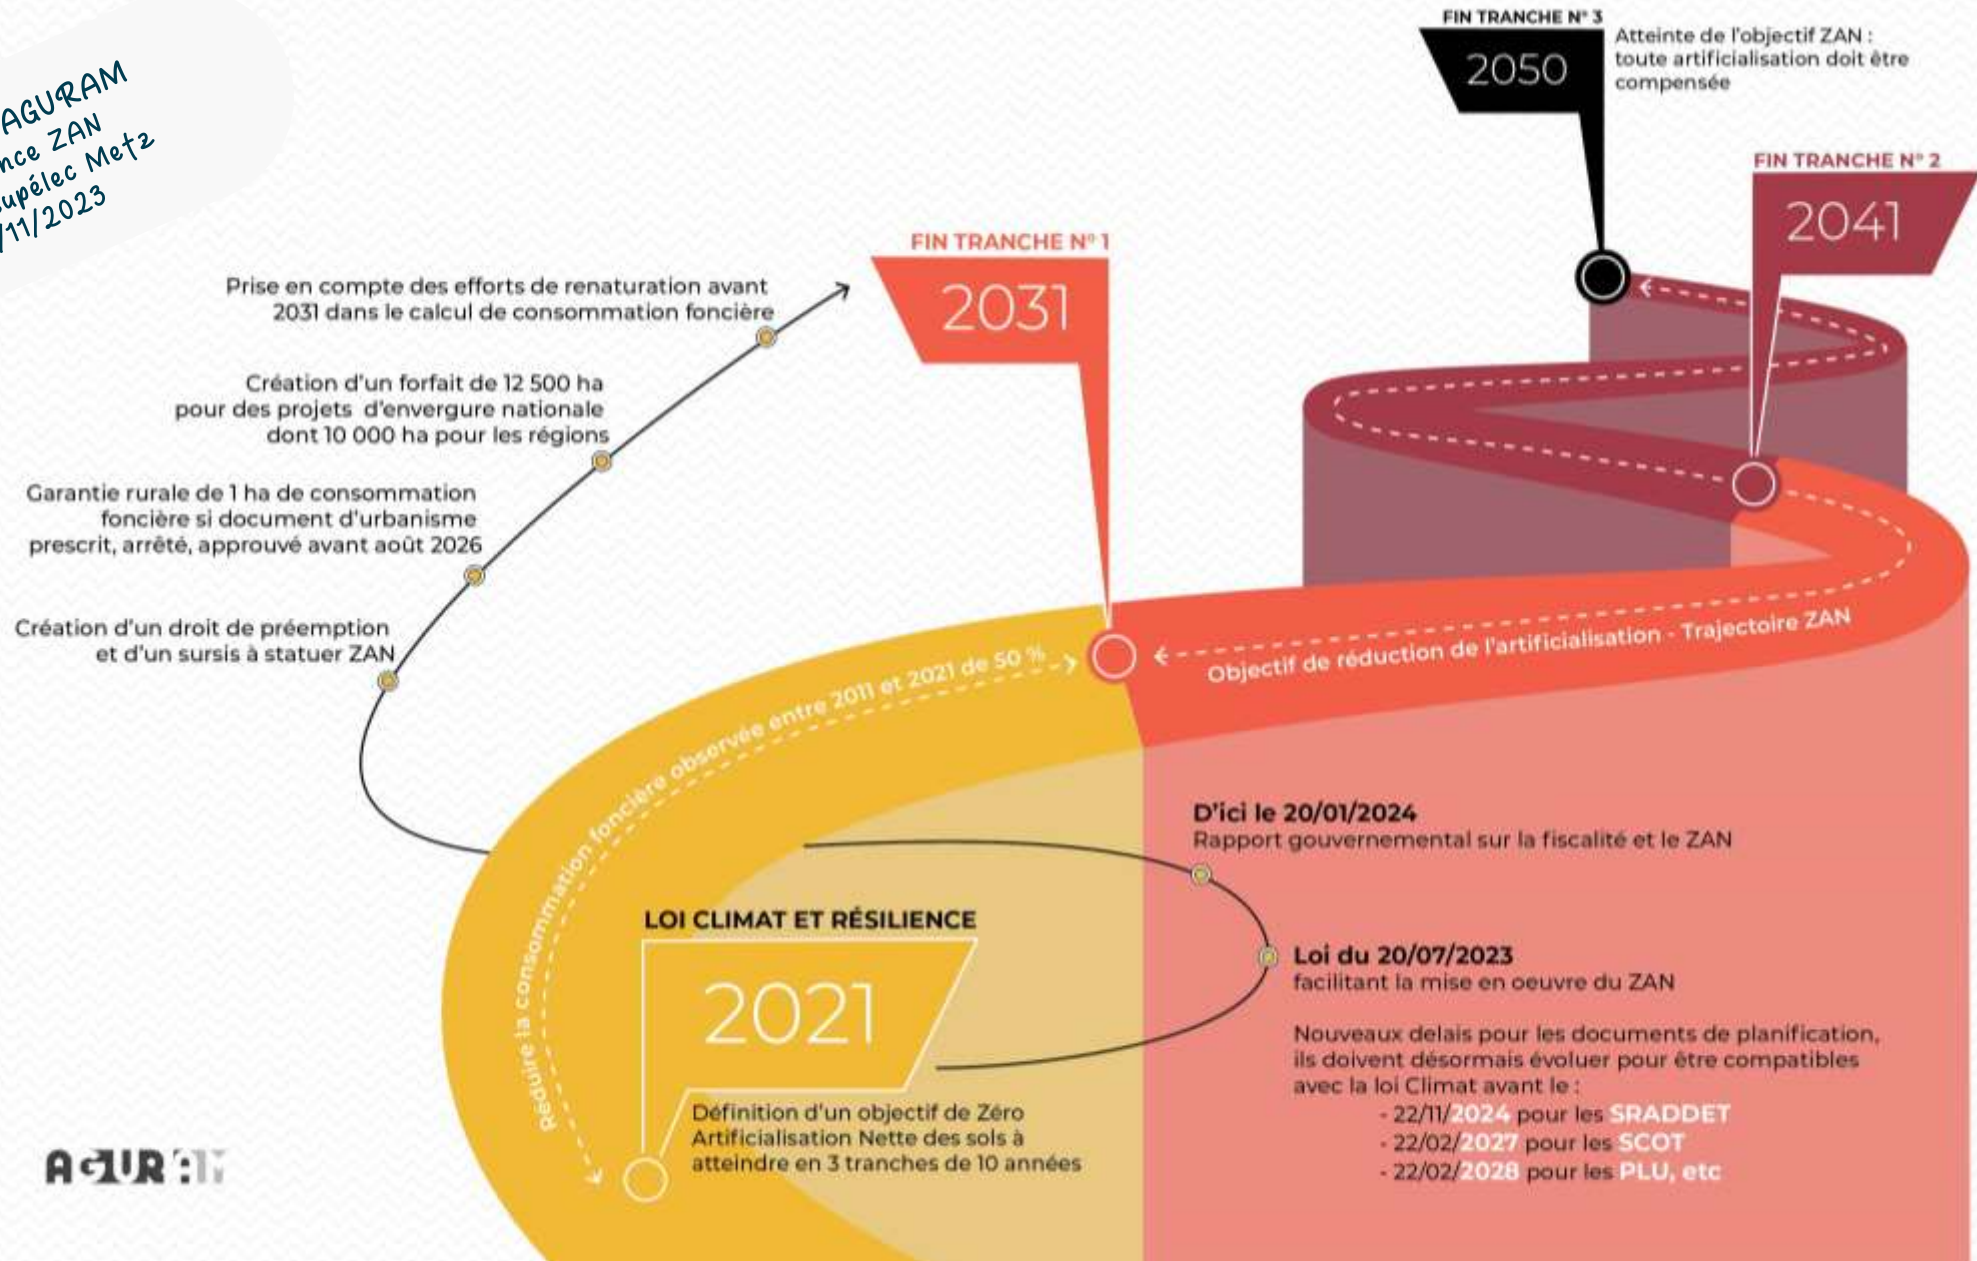 AGURAM
ZAN
Metz
/11/2023
FIN TRANCHE N° 3
2050
Atteinte de l'objectif ZAN :
toute artificialisation doit être
compensée
FIN TRANCHE N° 2
2041
FIN TRANCHE N° 1
2031
Prise en compte des efforts de renaturation avant
2031 dans le calcul de consommation foncière
Création d'un forfait de 12 500 ha
pour des projets d'envergure nationale
dont 10 000 ha pour les régions
Garantie rurale de 1 ha de consommation
foncière si document d'urbanisme
prescrit, arrêté, approuvé avant août 2026
Création d'un droit de préemption
et d'un sursis à statuer ZAN
Réduire la consommation foncière observée entre 2011 et 2021 de 50 %
Objectif de réduction de l'artificialisation - Trajectoire ZAN
D'ici le 20/01/2024
Rapport gouvernemental sur la fiscalité et le ZAN
LOI CLIMAT ET RÉSILIENCE
2021
Définition d'un objectif de Zéro
Artificialisation Nette des sols à
atteindre en 3 tranches de 10 années
Loi du 20/07/2023
facilitant la mise en oeuvre du ZAN
Nouveaux delais pour les documents de planification,
ils doivent désormais évoluer pour être compatibles
avec la loi Climat avant le :
- 22/11/2024 pour les SRADDET
- 22/02/2027 pour les SCOT
- 22/02/2028 pour les PLU, etc
AGURAM